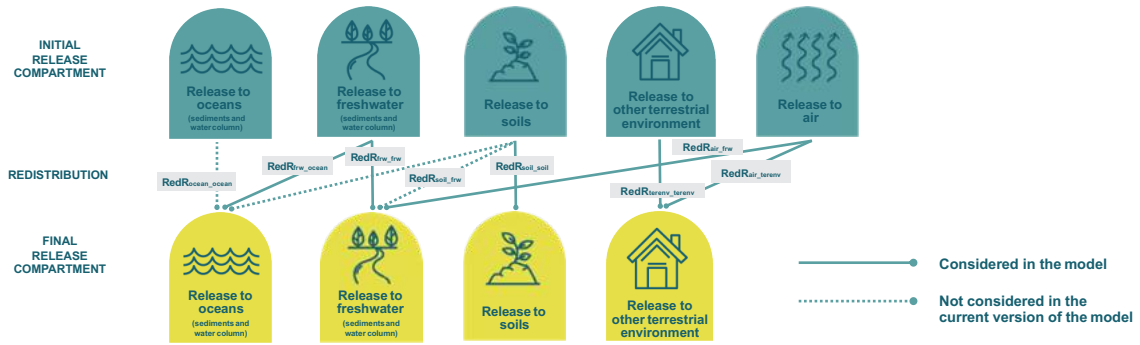 INITIAL
RELEASE
COMPARTMENT
Release to
oceans
(sediments and
water column)
Release to
freshwater
(sediments and
water column)
Release to
soils
Release to
other terrestrial
environment
Release to
air
REDISTRIBUTION
RedRocean_ocean
RedRfrw_ocean
RedRfrw_frw
RedRsoil_frw
RedRsoil_soil
RedRterenv_terenv
RedRair_frw
RedRair_terenv
FINAL
RELEASE
COMPARTMENT
Release to
oceans
(sediments and
water column)
Release to
freshwater
(sediments and
water column)
Release to
soils
Release to
other terrestrial
environment
Considered in the model
Not considered in the
current version of the model